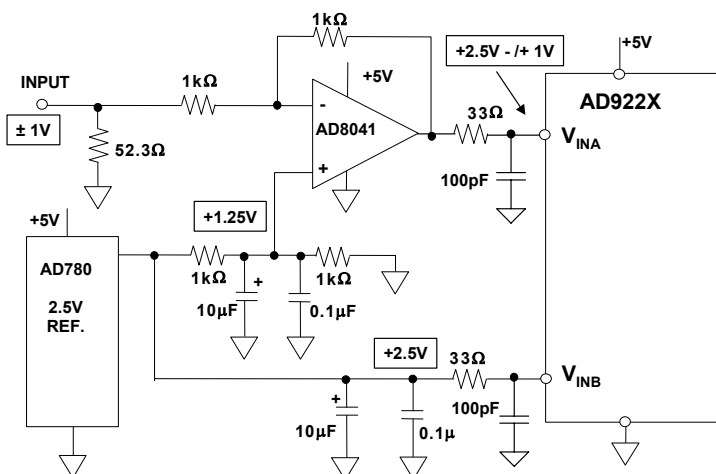 1kΩ
+2.5V - /+ 1V
+5V
INPUT
1kΩ
+5V
AD922X
± 1V
-
AD8041
33Ω
VINA
52.3Ω
+
100pF
+5V
+1.25V
AD780
1kΩ
+
1kΩ
2.5V
REF.
10µF
0.1µF
+2.5V
33Ω
VINB
+
100pF
10µF
0.1µ